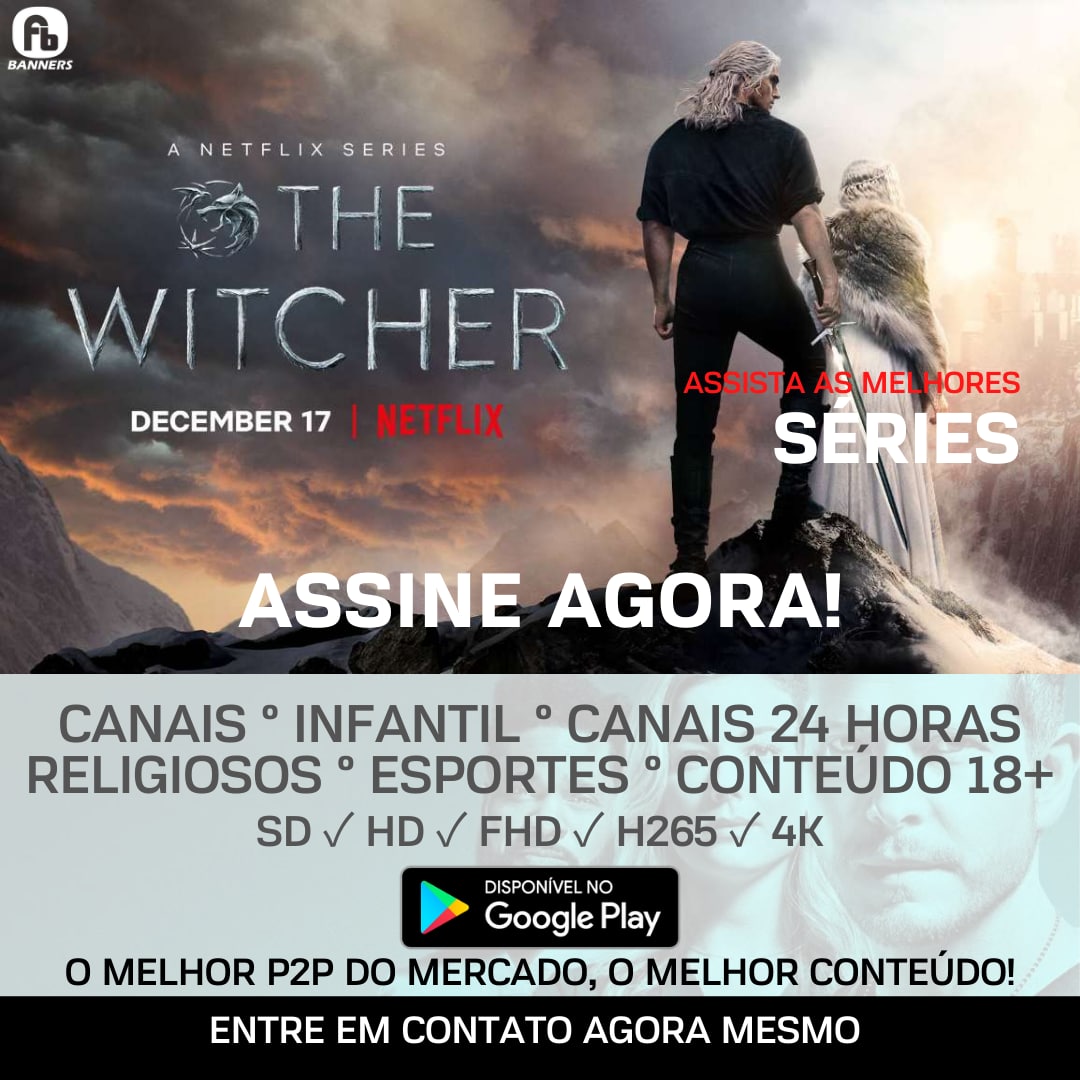 fb
BANNERS
A NETFLIX SERIES
THE
WITCHER
DECEMBER 17 | NETFLIX
ASSISTA AS MELHORES
SÉRIES
ASSINE AGORA!
CANAIS ° INFANTIL ° CANAIS 24 HORAS
RELIGIOSOS ° ESPORTES ° CONTEÚDO 18+
SD ✓ HD ✓ FHD ✓ H265 ✓ 4K
DISPONÍVEL NO
Google Play
O MELHOR P2P DO MERCADO, O MELHOR CONTEÚDO!
ENTRE EM CONTATO AGORA MESMO